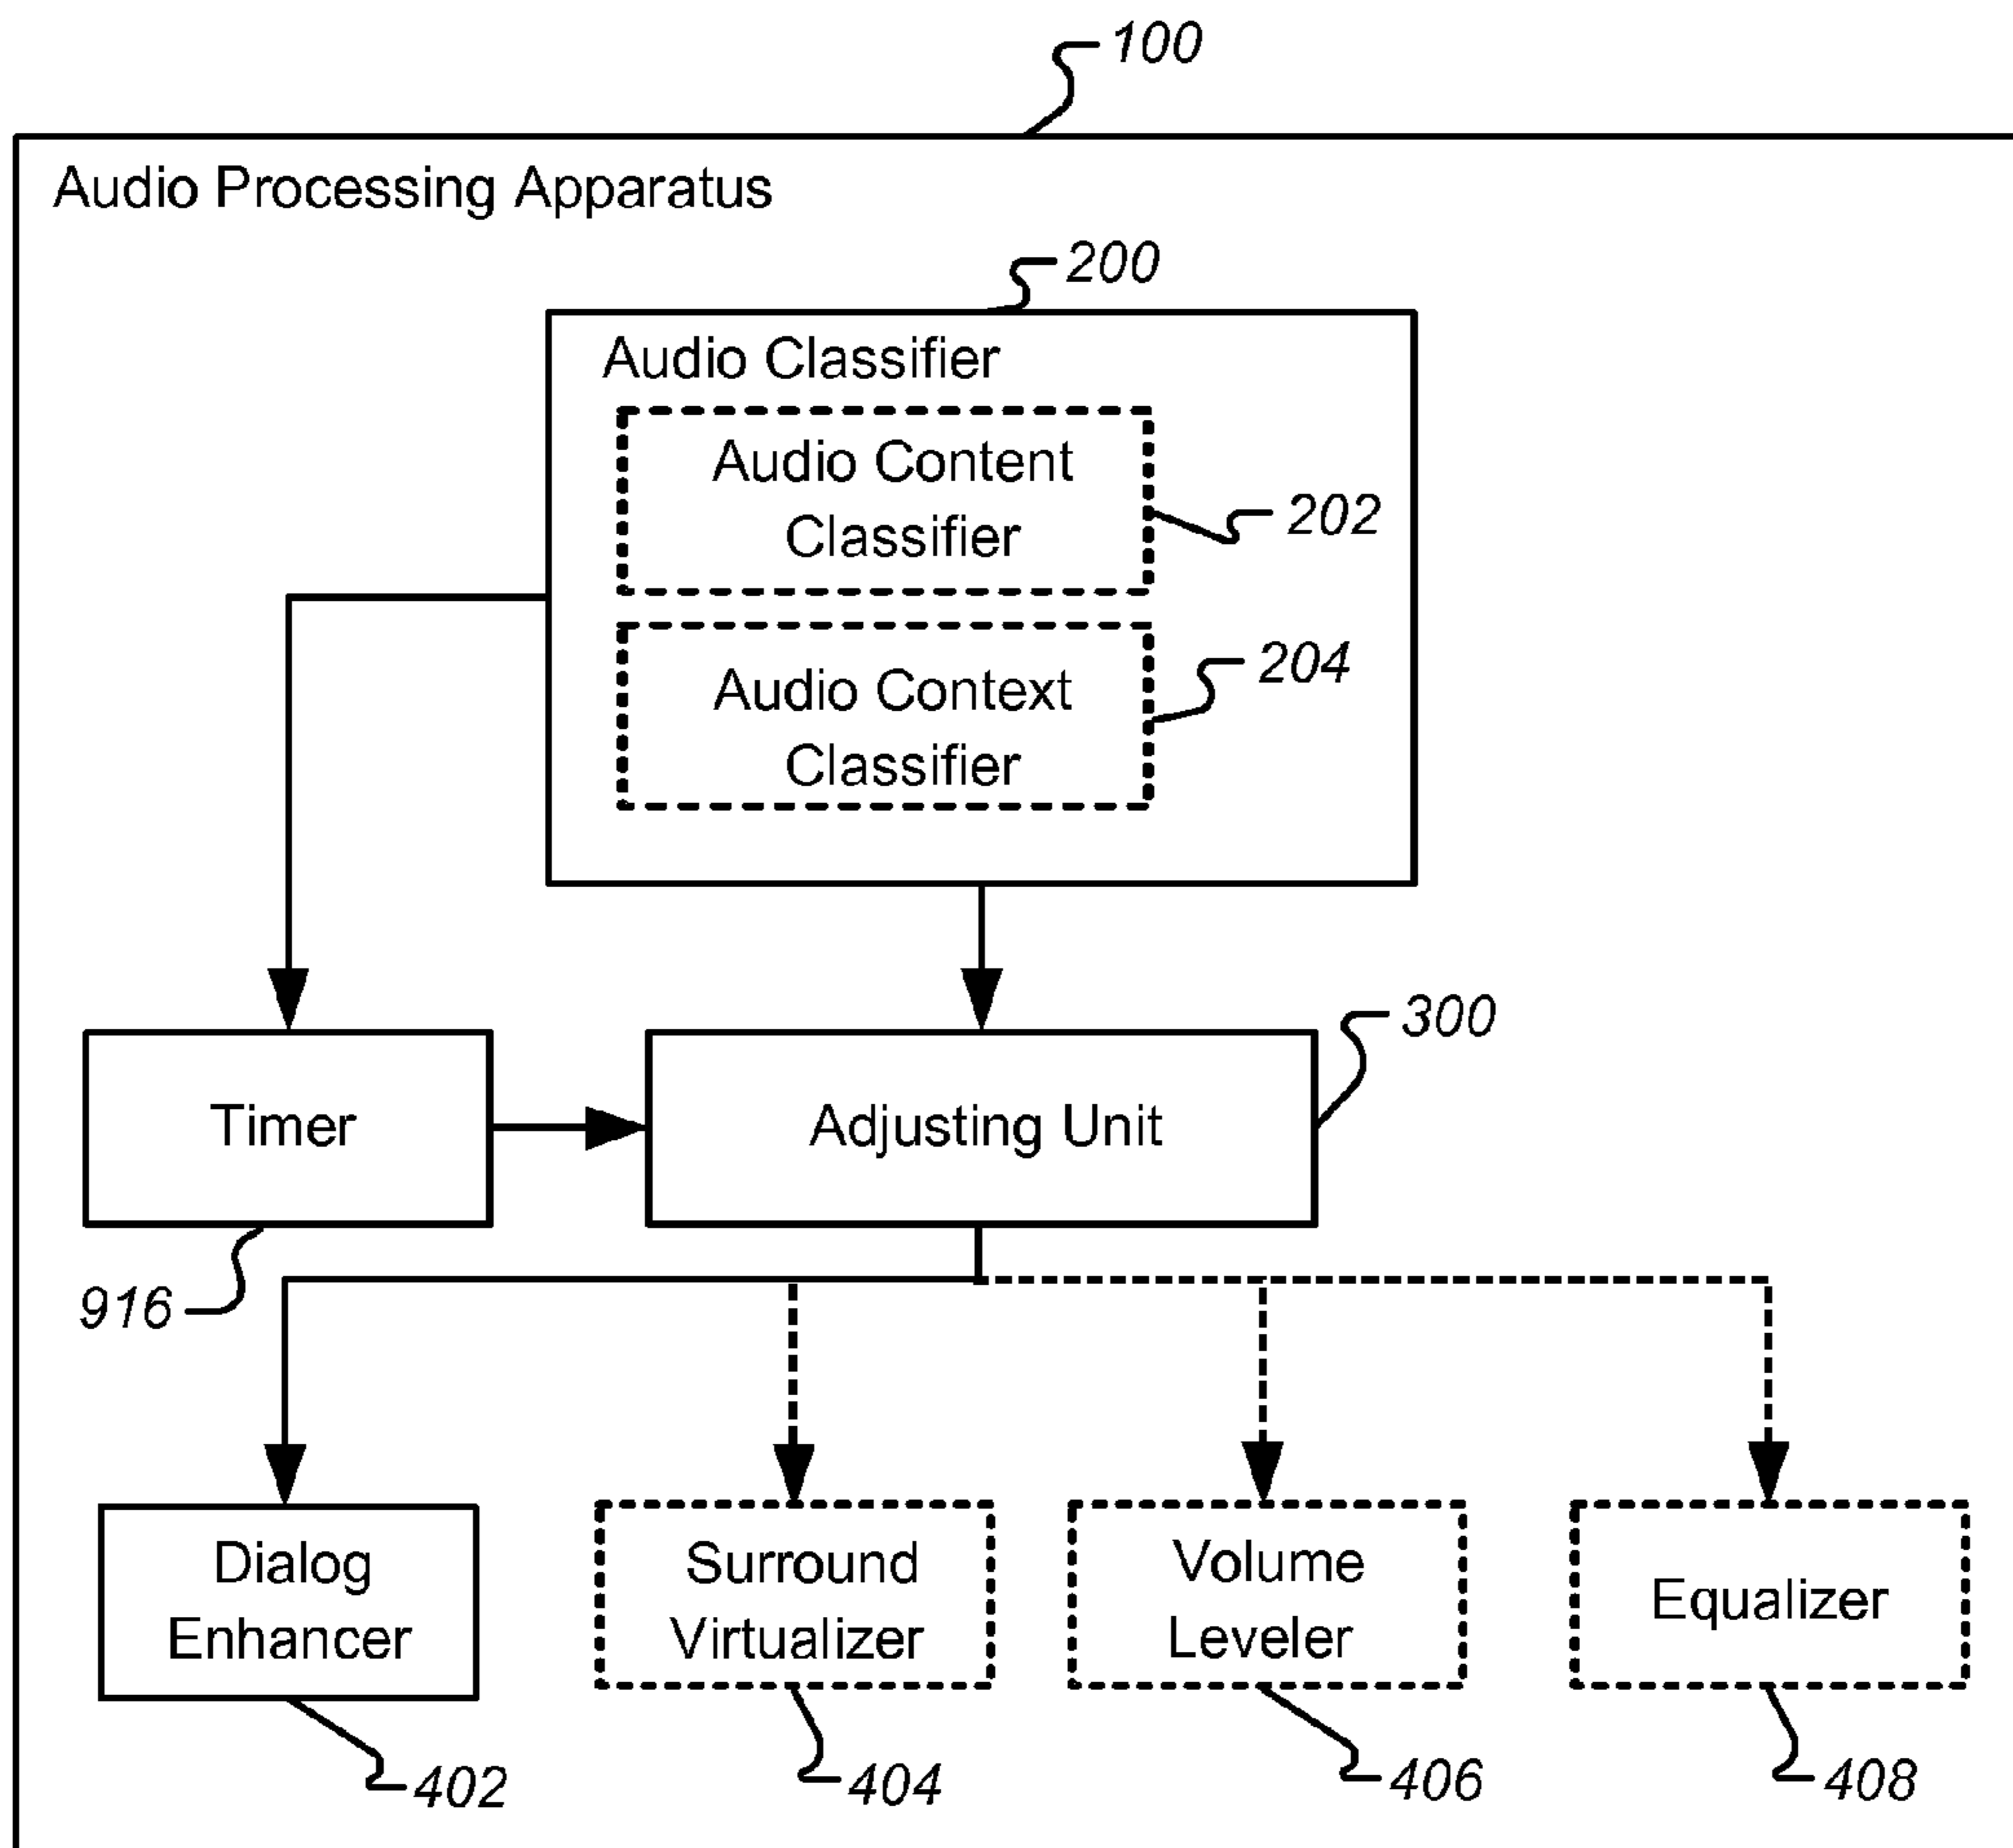 100
Audio Processing Apparatus
200
Audio Classifier
Audio Content
Classifier
202
Audio Context
Classifier
204
300
Timer
Adjusting Unit
916
Dialog
Enhancer
Surround
Virtualizer
Volume
Leveler
Equalizer
402
404
406
408